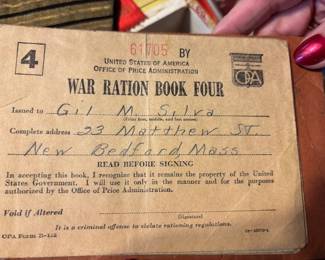 4
61705 BY
UNITED STATES OF AMERICA
OFFICE OF PRICE ADMINISTRATION
OPA
WAR RATION BOOK FOUR
Issued to Gil M. Silva
(Print first, middle, and last names)
Complete address 23 Matthew ST.
New Bedford, Mass
READ BEFORE SIGNING
In accepting this book, I recognize that it remains the property of the United
States Government. I will use it only in the manner and for the purposes
authorized by the Office of Price Administration.
Void if Altered
(Signature)
It is a criminal offense to violate rationing regulations.
OPA Form R-145